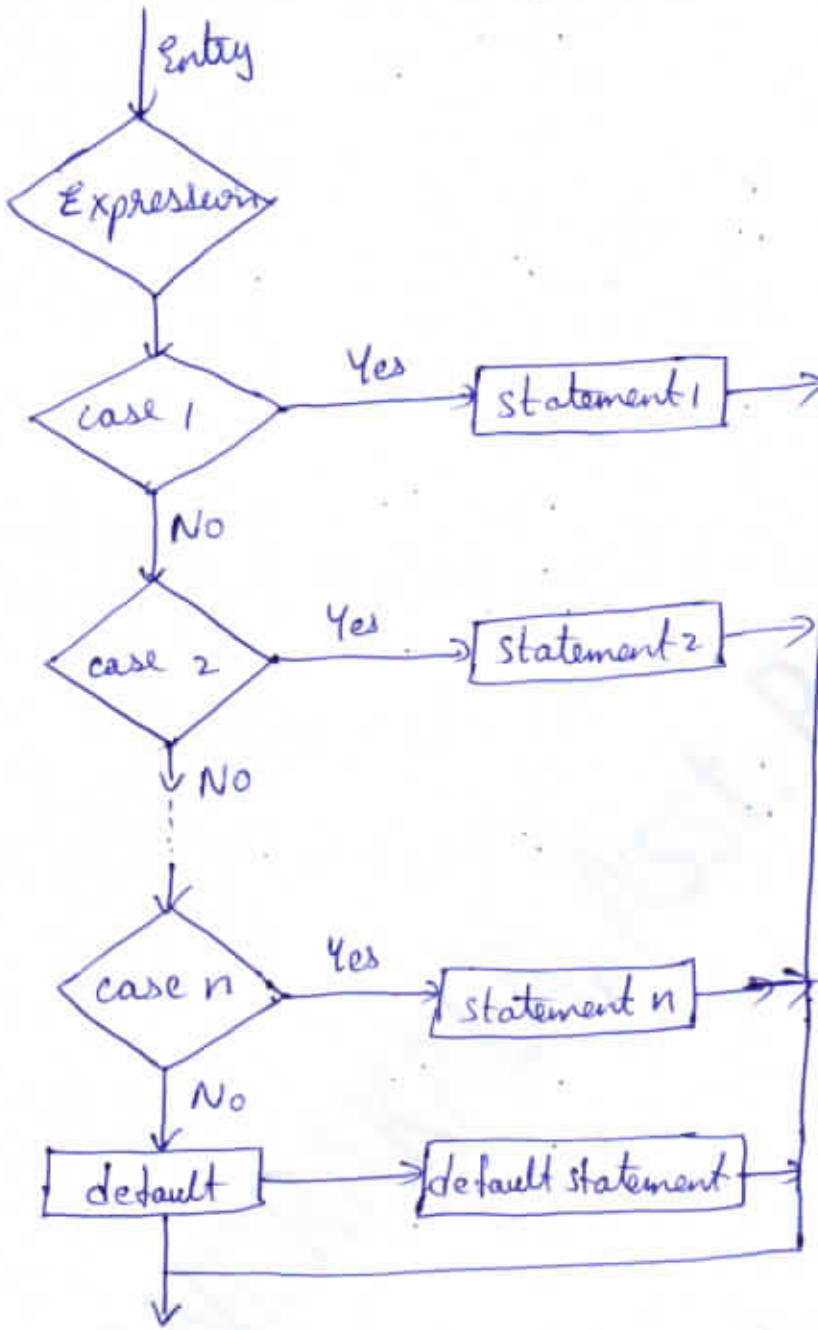 Entry
Expression
case 1
Yes
statement 1
No
case 2
Yes
statement 2
No
case n
Yes
statement n
No
default
default statement